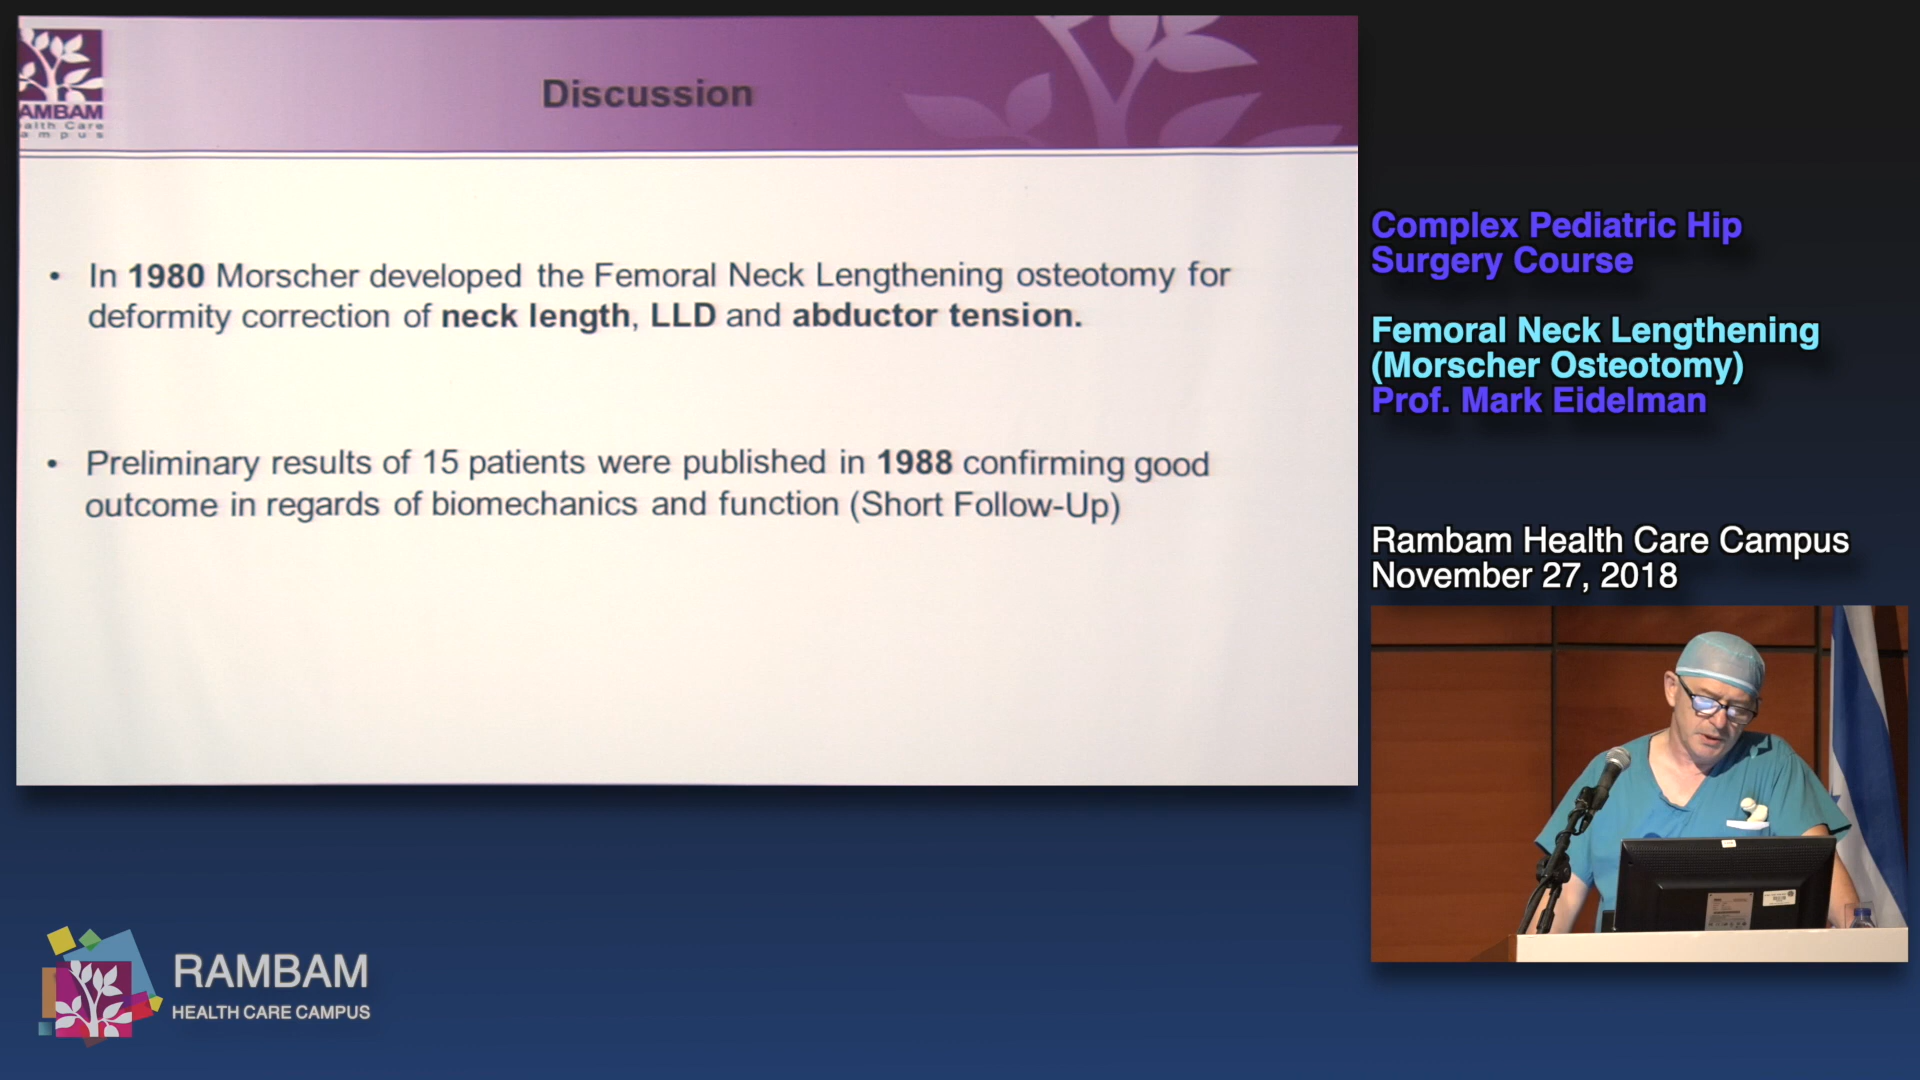 AMBAM
alth Care
a m p u s
Discussion
• In 1980 Morscher developed the Femoral Neck Lengthening osteotomy for
deformity correction of neck length, LLD and abductor tension.
• Preliminary results of 15 patients were published in 1988 confirming good
outcome in regards of biomechanics and function (Short Follow-Up)
Complex Pediatric Hip
Surgery Course
Femoral Neck Lengthening
(Morscher Osteotomy)
Prof. Mark Eidelman
Rambam Health Care Campus
November 27, 2018
RAMBAM
HEALTH CARE CAMPUS